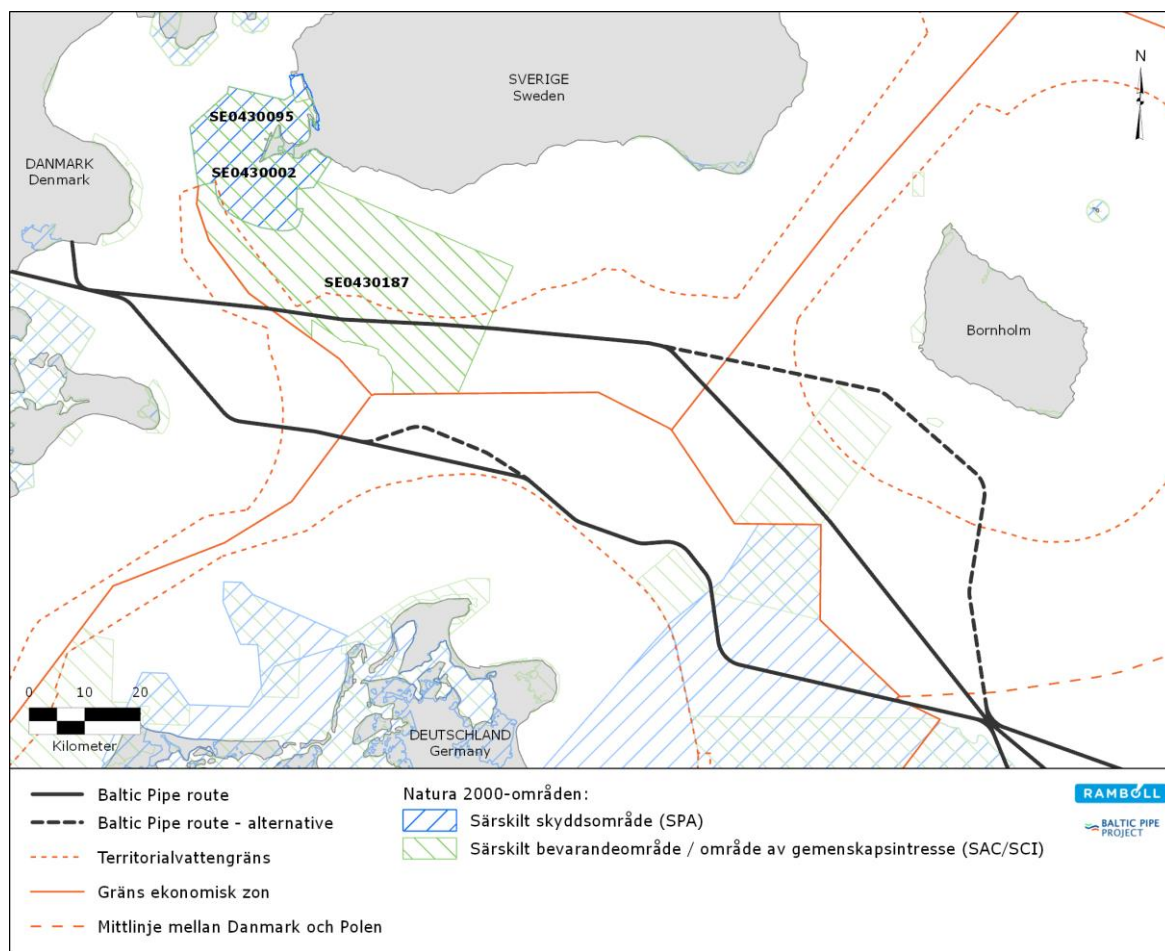 N
SVERIGE
Sweden
SE0430095
DANMARK
Denmark
SE0430002
SE0430187
Bornholm
0 10 20
Kilometer
DEUTSCHLAND
Germany
Baltic Pipe route
Baltic Pipe route - alternative
Territorialvattengräns
Gräns ekonomisk zon
Mittlinje mellan Danmark och Polen
Natura 2000-områden:
Särskilt skyddsområde (SPA)
Särskilt bevarandeområde / område av gemenskapsintresse (SAC/SCI)
RAMBOLL
BALTIC PIPE
PROJECT